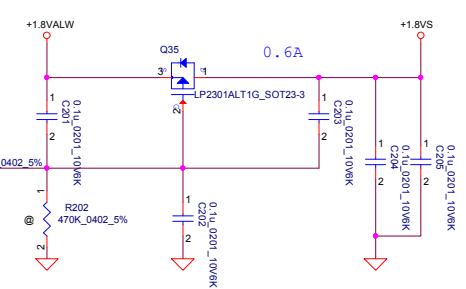 +1.8VALW
+1.8VS
Q35
0.6A
3
S
D
1
LP2301ALT1G_SOT23-3
G
2
1
C201
0.1u_0201_10V6K
2
1
C203
0.1u_0201_10V6K
2
1
C204
0.1u_0201_10V6K
2
1
C205
0.1u_0201_10V6K
2
_0402_5%
1
R202
@
470K_0402_5%
2
1
C202
0.1u_0201_10V6K
2